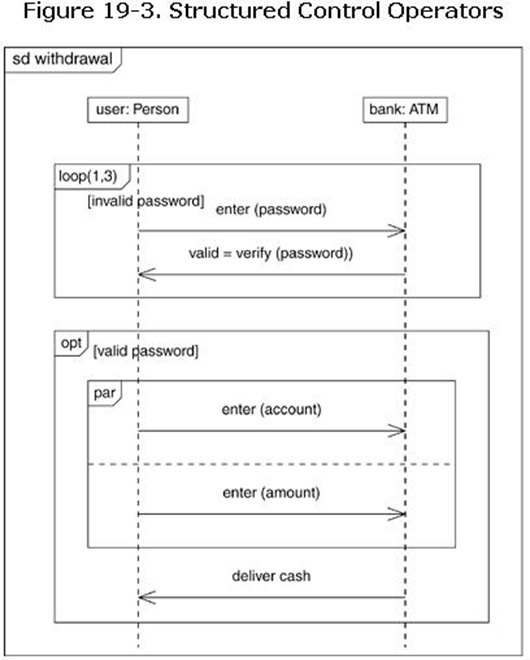 Figure 19-3. Structured Control Operators
sd withdrawal
user: Person
bank: ATM
loop(1,3)
[invalid password]
enter (password)
valid = verify (password))
opt
[valid password]
par
enter (account)
enter (amount)
deliver cash